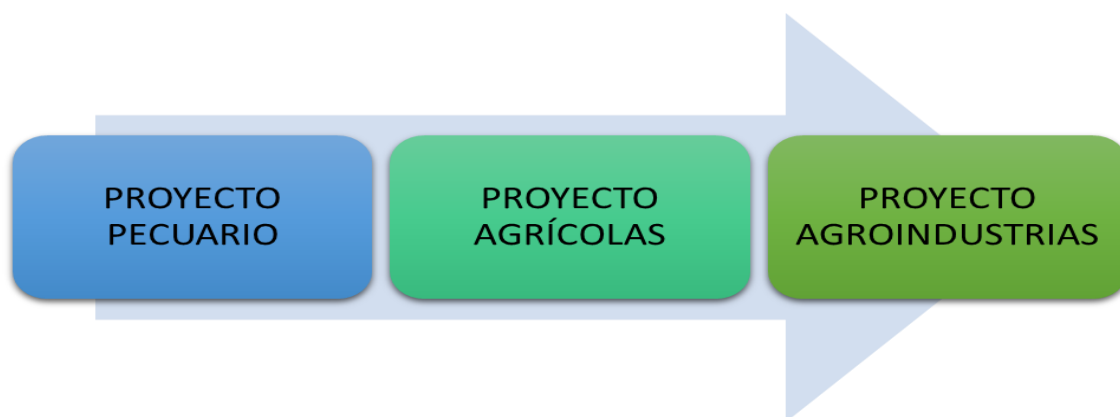 PROYECTO
PECUARIO
PROYECTO
AGRÍCOLAS
PROYECTO
AGROINDUSTRIAS